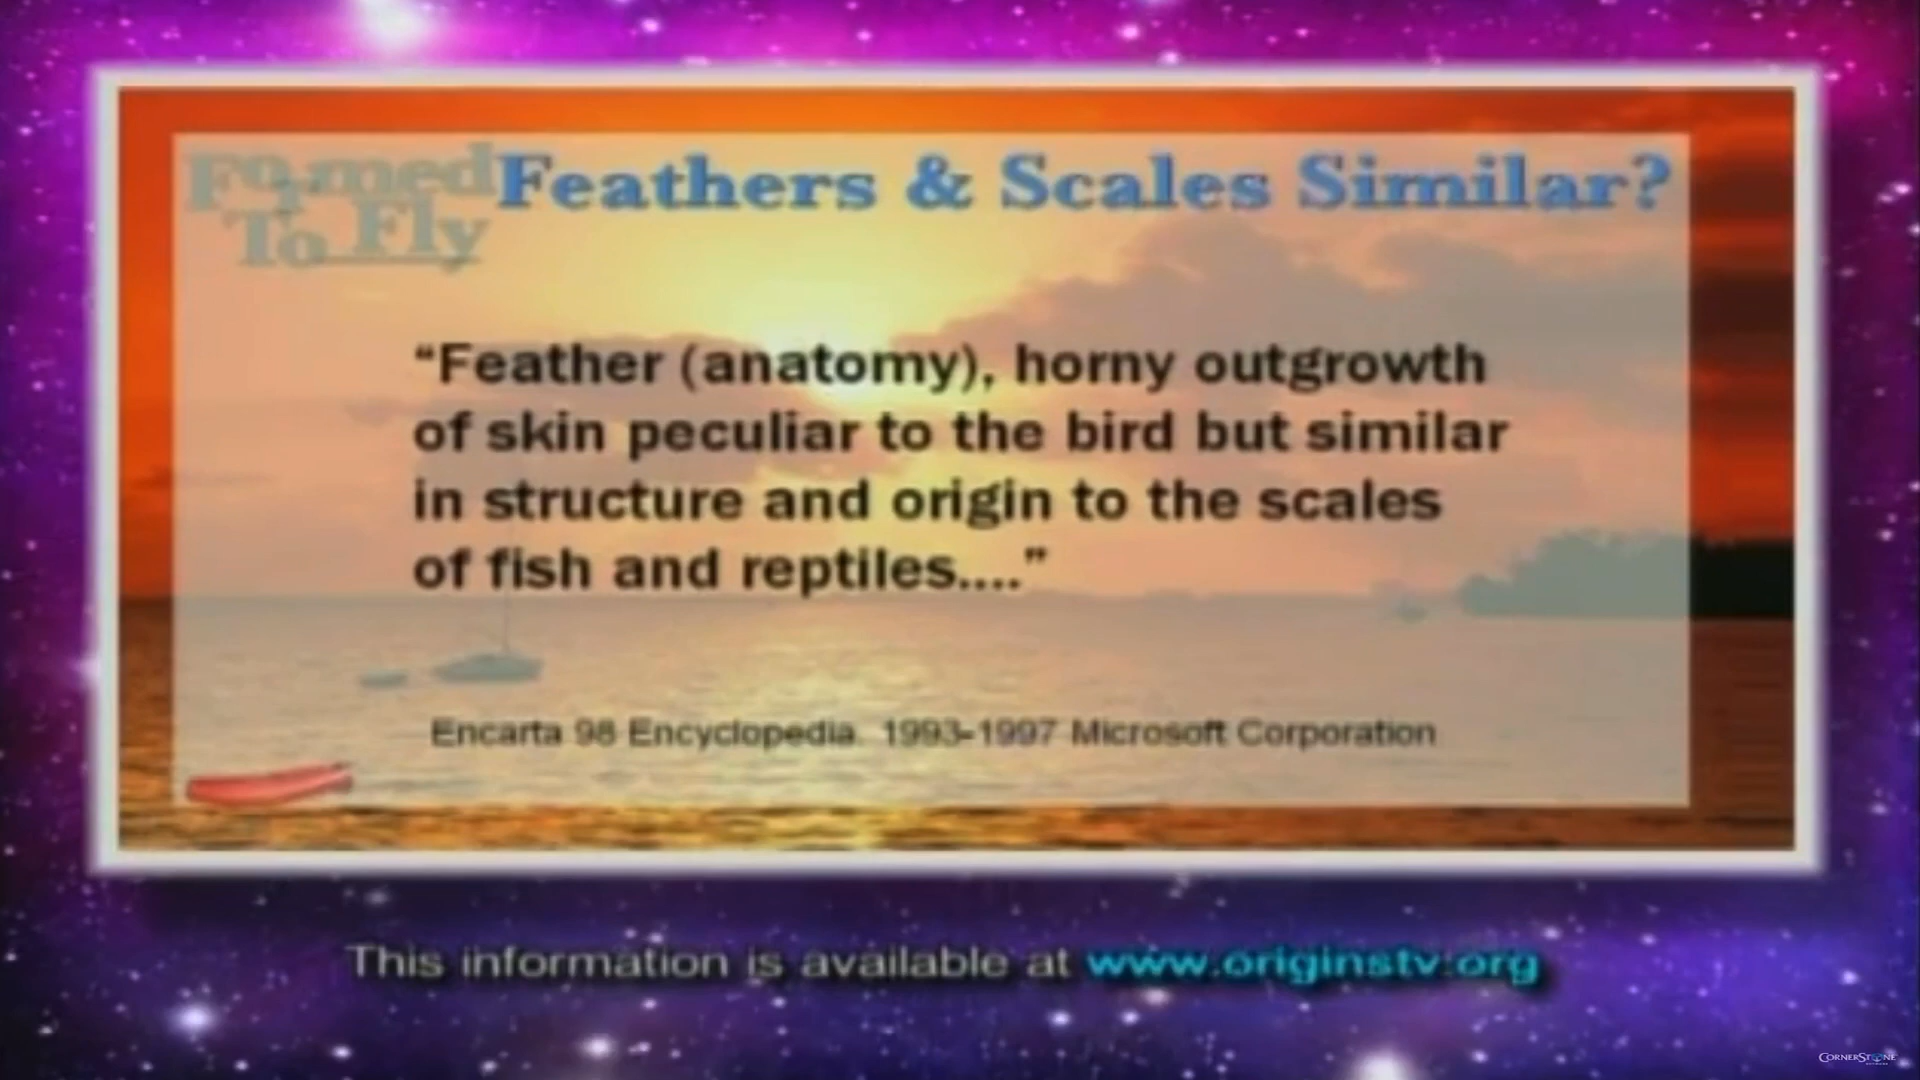 Formed
To Fly
Feathers & Scales Similar?
“Feather (anatomy), horny outgrowth
of skin peculiar to the bird but similar
in structure and origin to the scales
of fish and reptiles....”
Encarta 98 Encyclopedia. 1993-1997 Microsoft Corporation
This information is available at www.originstv.org
CORNERSTONE